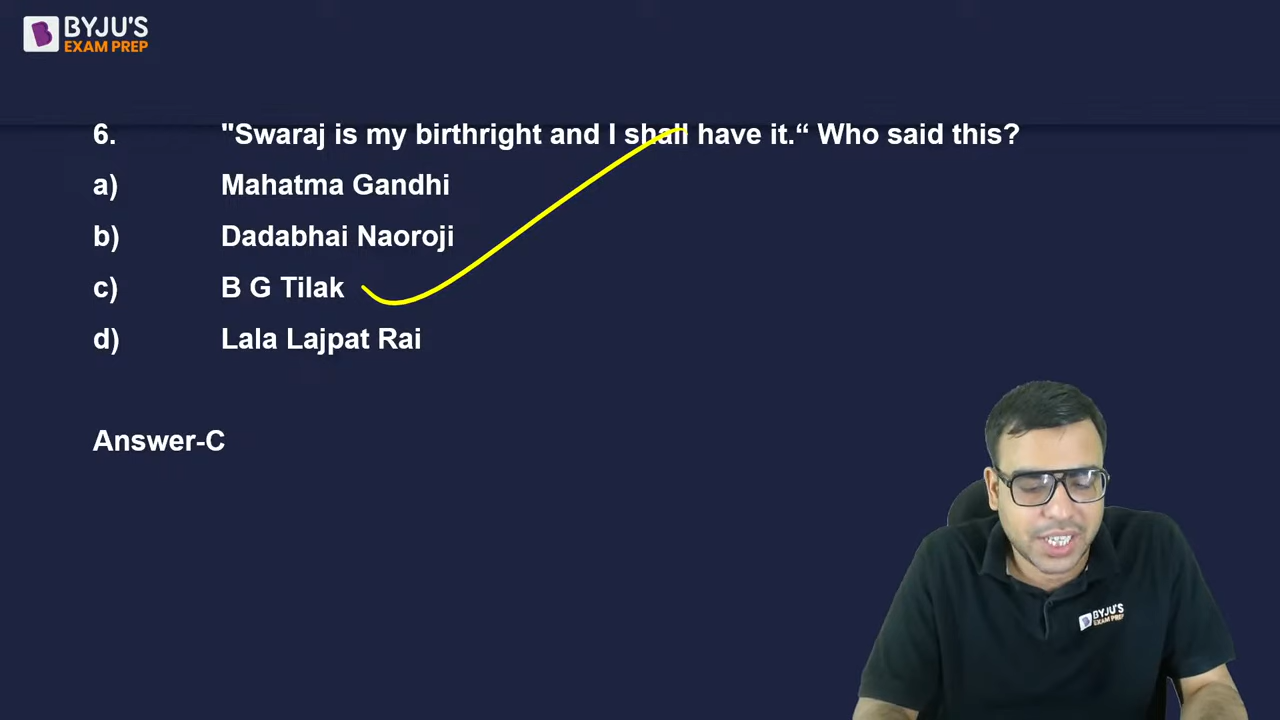 BYJU'S
EXAM PREP
6. "Swaraj is my birthright and I shall have it.“ Who said this?
a) Mahatma Gandhi
b) Dadabhai Naoroji
c) B G Tilak
d) Lala Lajpat Rai
Answer-C
BYJU'S
EXAM PREP